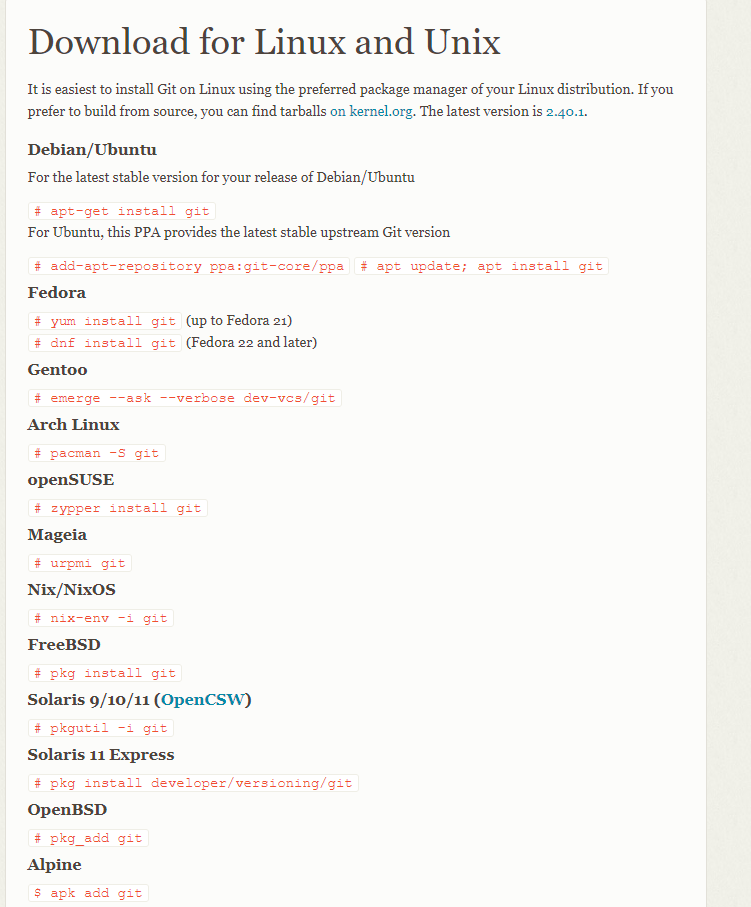 Download for Linux and Unix
It is easiest to install Git on Linux using the preferred package manager of your Linux distribution. If you
prefer to build from source, you can find tarballs on kernel.org. The latest version is 2.40.1.
Debian/Ubuntu
For the latest stable version for your release of Debian/Ubuntu
# apt-get install git
For Ubuntu, this PPA provides the latest stable upstream Git version
# add-apt-repository ppa:git-core/ppa # apt update; apt install git
Fedora
# yum install git (up to Fedora 21)
# dnf install git (Fedora 22 and later)
Gentoo
# emerge --ask --verbose dev-vcs/git
Arch Linux
# pacman -S git
openSUSE
# zypper install git
Mageia
# urpmi git
Nix/NixOS
# nix-env -i git
FreeBSD
# pkg install git
Solaris 9/10/11 (OpenCSW)
# pkgutil -i git
Solaris 11 Express
# pkg install developer/versioning/git
OpenBSD
# pkg_add git
Alpine
$ apk add git